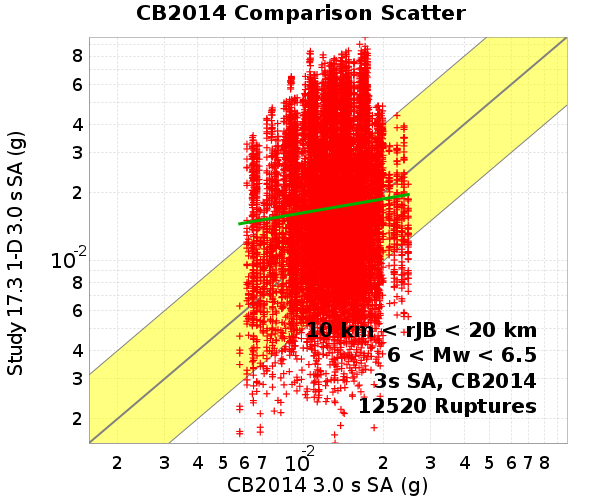 CB2014 Comparison Scatter
Study 17.3 1-D 3.0 s SA (g)
8
6
4
3
2
10⁻²
8
6
4
3
2
10 km < rJB < 20 km
6 < Mw < 6.5
3s SA, CB2014
12520 Ruptures
2 3 4 5 6 7 10⁻² 2 3 4 5 6 7 8
CB2014 3.0 s SA (g)